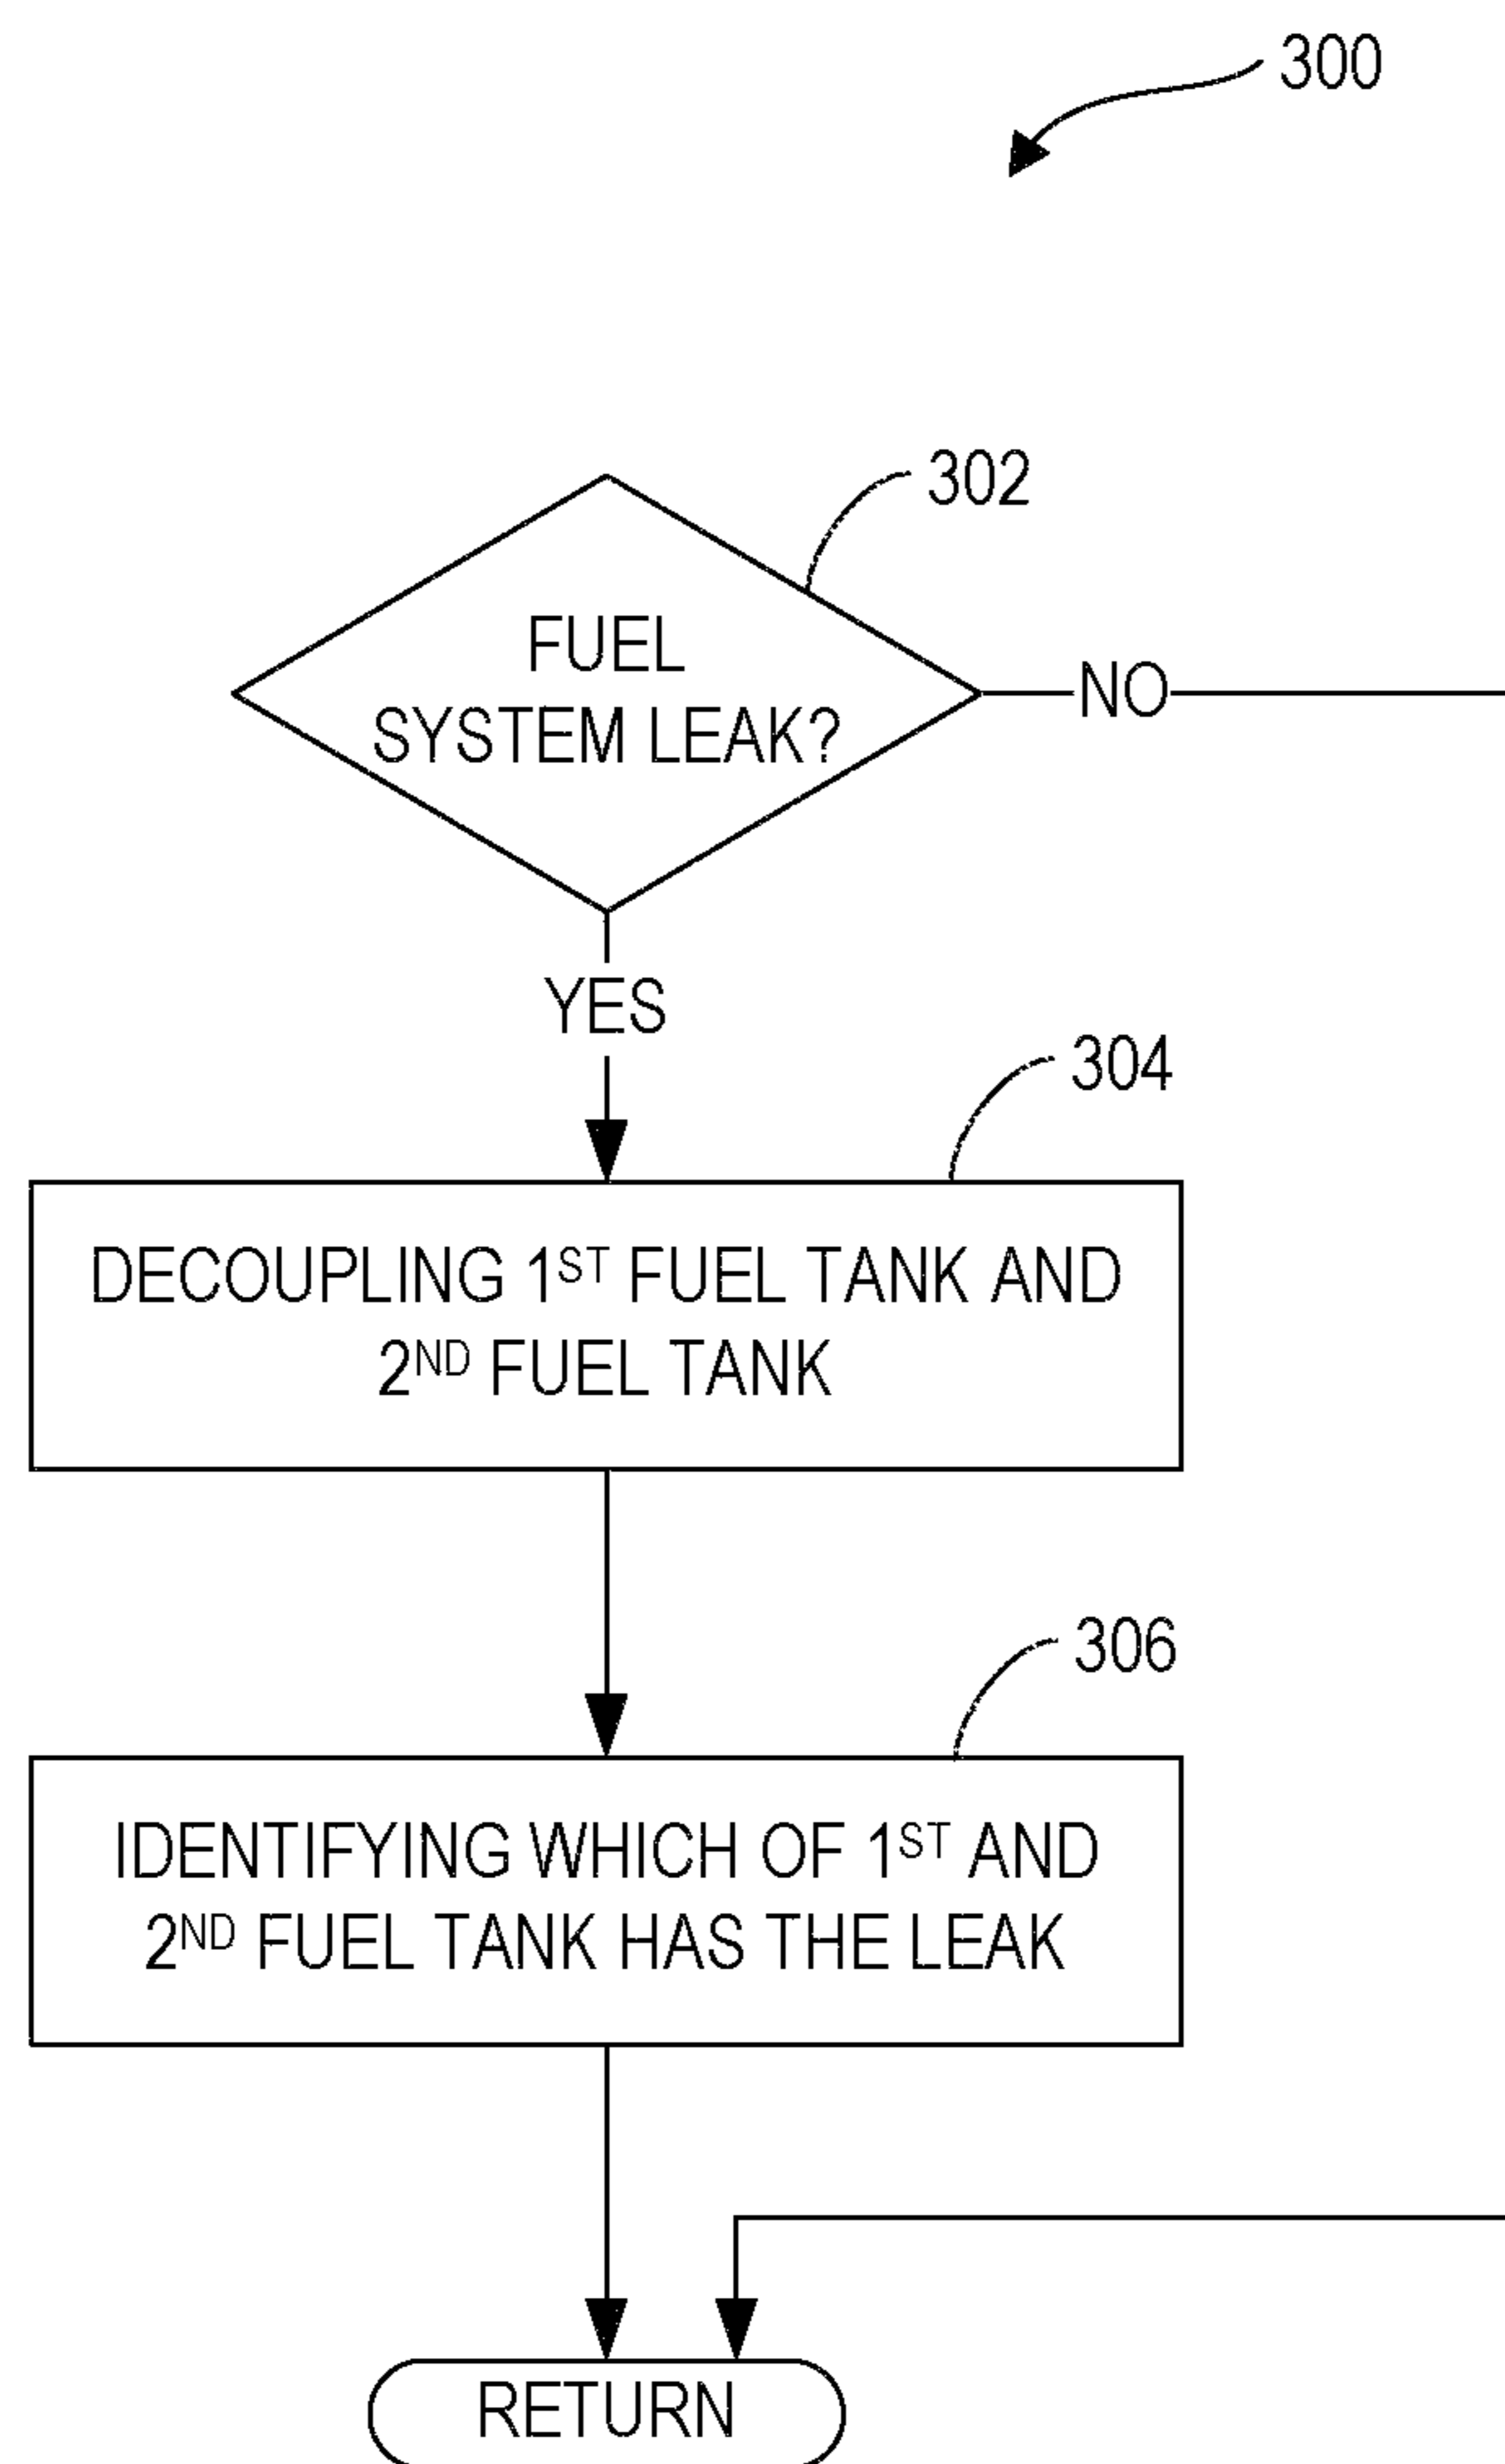 300
302
FUEL
SYSTEM LEAK?
NO
YES
304
DECOUPLING 1ST FUEL TANK AND
2ND FUEL TANK
306
IDENTIFYING WHICH OF 1ST AND
2ND FUEL TANK HAS THE LEAK
RETURN